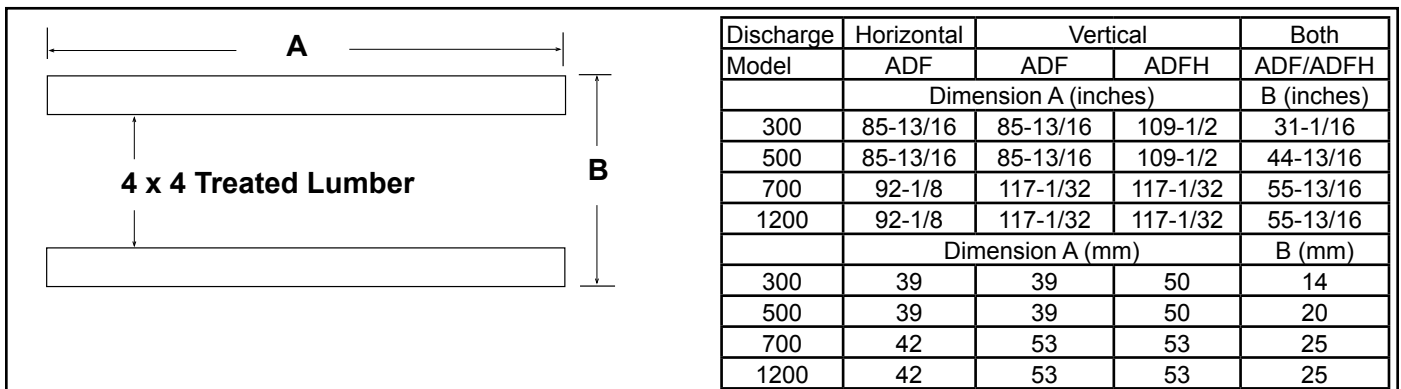 A
B
4 x 4 Treated Lumber
Discharge Horizontal Vertical Both
Model ADF ADF ADFH ADF/ADFH
Dimension A (inches) B (inches)
300 85-13/16 85-13/16 109-1/2 31-1/16
500 85-13/16 85-13/16 109-1/2 44-13/16
700 92-1/8 117-1/32 117-1/32 55-13/16
1200 92-1/8 117-1/32 117-1/32 55-13/16
Dimension A (mm) B (mm)
300 39 39 50 14
500 39 39 50 20
700 42 53 53 25
1200 42 53 53 25